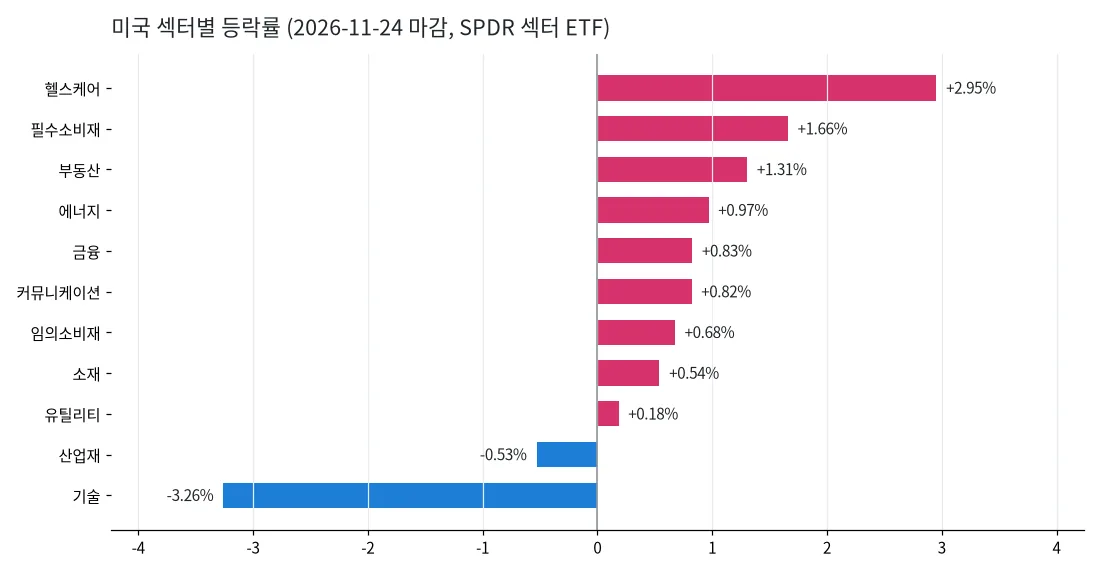 미국 섹터별 등락률 (2026-11-24 마감, SPDR 섹터 ETF)
헬스케어 +2.95%
필수소비재 +1.66%
부동산 +1.31%
에너지 +0.97%
금융 +0.83%
커뮤니케이션 +0.82%
임의소비재 +0.68%
소재 +0.54%
유틸리티 +0.18%
산업재 -0.53%
기술 -3.26%
-4 -3 -2 -1 0 1 2 3 4